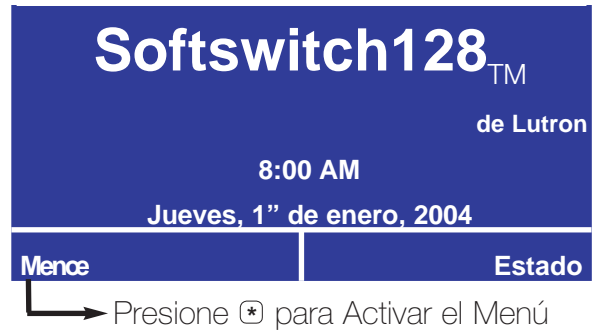 Softswitch128TM
de Lutron
8:00 AM
Jueves, 1” de enero, 2004
Mence Estado
Presione * para Activar el Menú